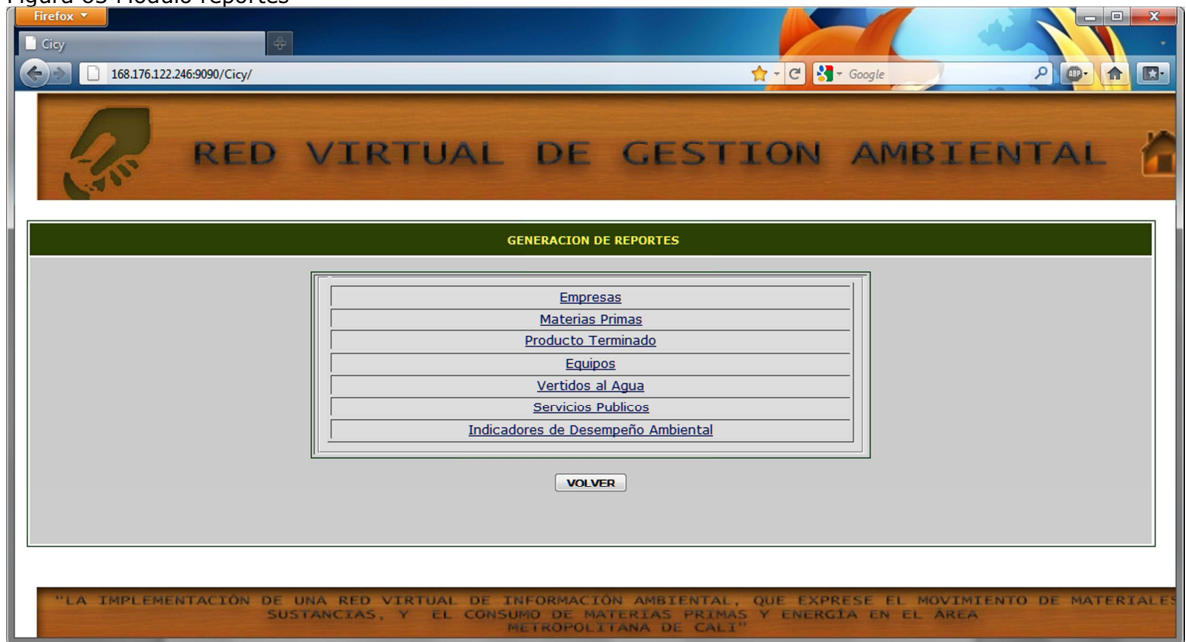 Firefox
Cicy
168.176.122.246:9090/Cicy/
Google
ABP
RED VIRTUAL DE GESTION AMBIENTAL
GENERACION DE REPORTES
Empresas
Materias Primas
Producto Terminado
Equipos
Vertidos al Agua
Servicios Publicos
Indicadores de Desempeño Ambiental
VOLVER
"LA IMPLEMENTACIÓN DE UNA RED VIRTUAL DE INFORMACIÓN AMBIENTAL, QUE EXPRESE EL MOVIMIENTO DE MATERIALES
SUSTANCIAS, Y EL CONSUMO DE MATERIAS PRIMAS Y ENERGÍA EN EL ÁREA
METROPOLITANA DE CALI"